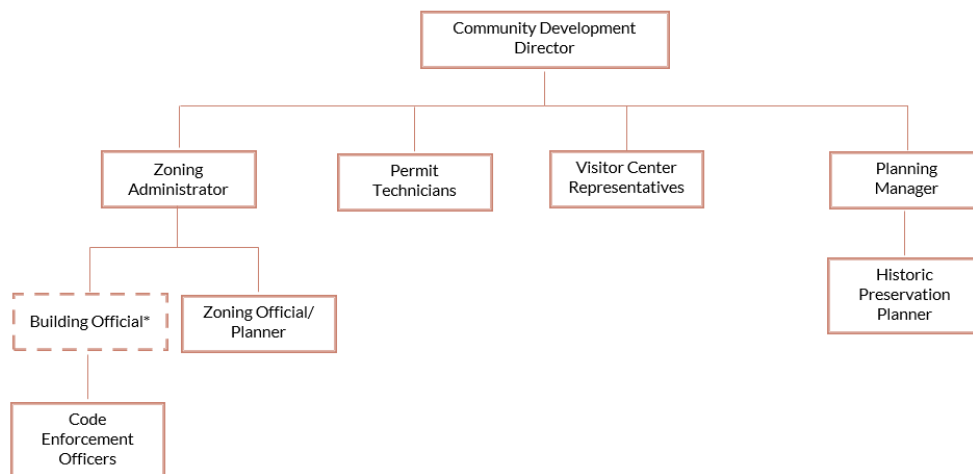 Community Development
Director
Zoning
Administrator
Permit
Technicians
Visitor Center
Representatives
Planning
Manager
Building Official*
Zoning Official/
Planner
Historic
Preservation
Planner
Code
Enforcement
Officers